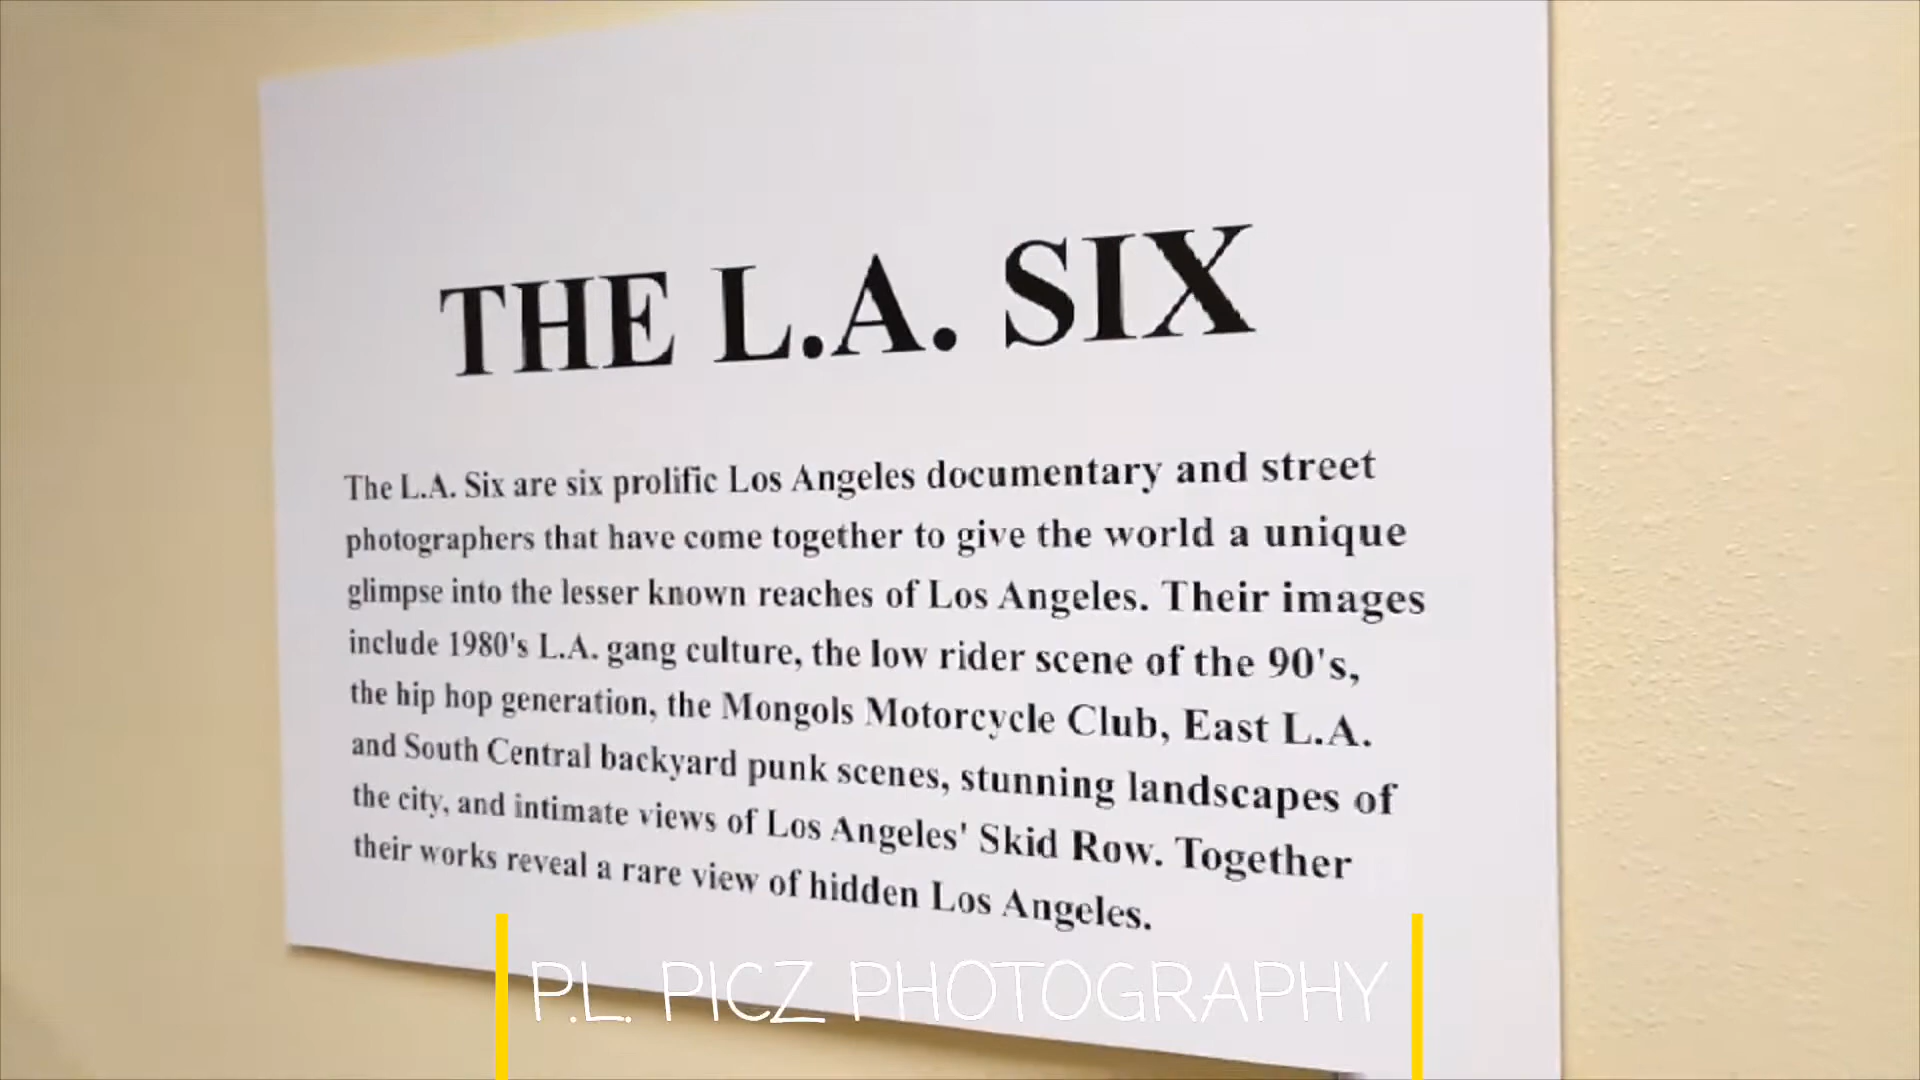 THE L.A. SIX
The L.A. Six are six prolific Los Angeles documentary and street
photographers that have come together to give the world a unique
glimpse into the lesser known reaches of Los Angeles. Their images
include 1980's L.A. gang culture, the low rider scene of the 90's,
the hip hop generation, the Mongols Motorcycle Club, East L.A.
and South Central backyard punk scenes, stunning landscapes of
the city, and intimate views of Los Angeles' Skid Row. Together
their works reveal a rare view of hidden Los Angeles.
P.L. PICZ PHOTOGRAPHY